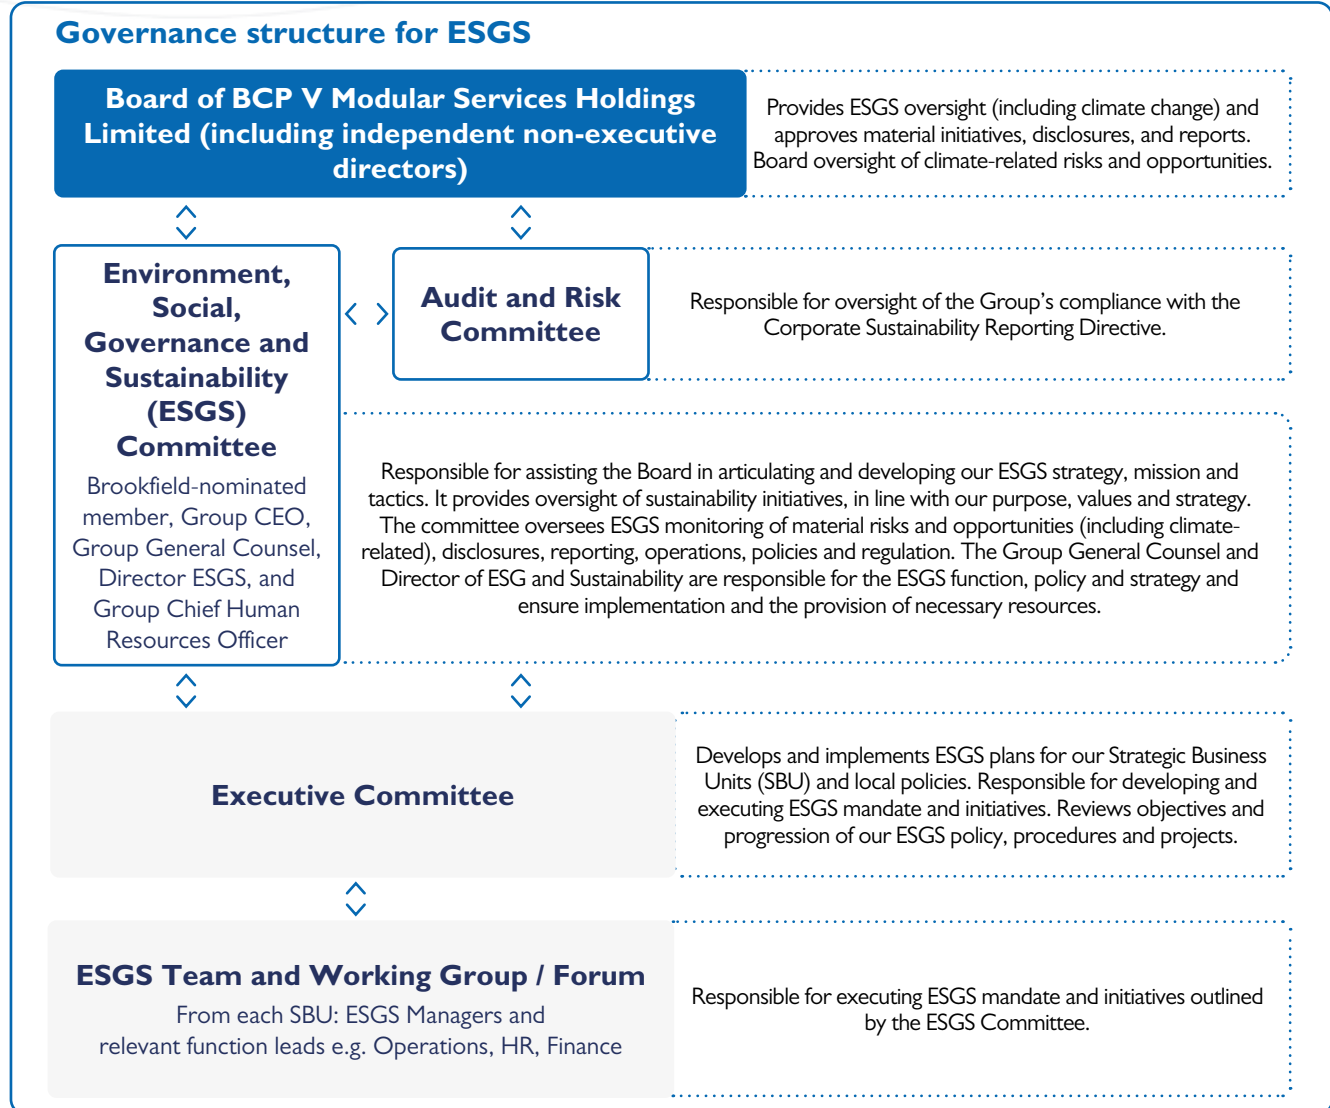 Governance structure for ESGS
Board of BCP V Modular Services Holdings
Limited (including independent non-executive
directors)
Provides ESGS oversight (including climate change) and
approves material initiatives, disclosures, and reports.
Board oversight of climate-related risks and opportunities.
Environment,
Social,
Governance and
Sustainability
(ESGS)
Committee
Brookfield-nominated
member, Group CEO,
Group General Counsel,
Director ESGS, and
Group Chief Human
Resources Officer
Audit and Risk
Committee
Responsible for oversight of the Group’s compliance with the
Corporate Sustainability Reporting Directive.
Responsible for assisting the Board in articulating and developing our ESGS strategy, mission and
tactics. It provides oversight of sustainability initiatives, in line with our purpose, values and strategy.
The committee oversees ESGS monitoring of material risks and opportunities (including climate-
related), disclosures, reporting, operations, policies and regulation. The Group General Counsel and
Director of ESG and Sustainability are responsible for the ESGS function, policy and strategy and
ensure implementation and the provision of necessary resources.
Executive Committee
Develops and implements ESGS plans for our Strategic Business
Units (SBU) and local policies. Responsible for developing and
executing ESGS mandate and initiatives. Reviews objectives and
progression of our ESGS policy, procedures and projects.
ESGS Team and Working Group / Forum
From each SBU: ESGS Managers and
relevant function leads e.g. Operations, HR, Finance
Responsible for executing ESGS mandate and initiatives outlined
by the ESGS Committee.